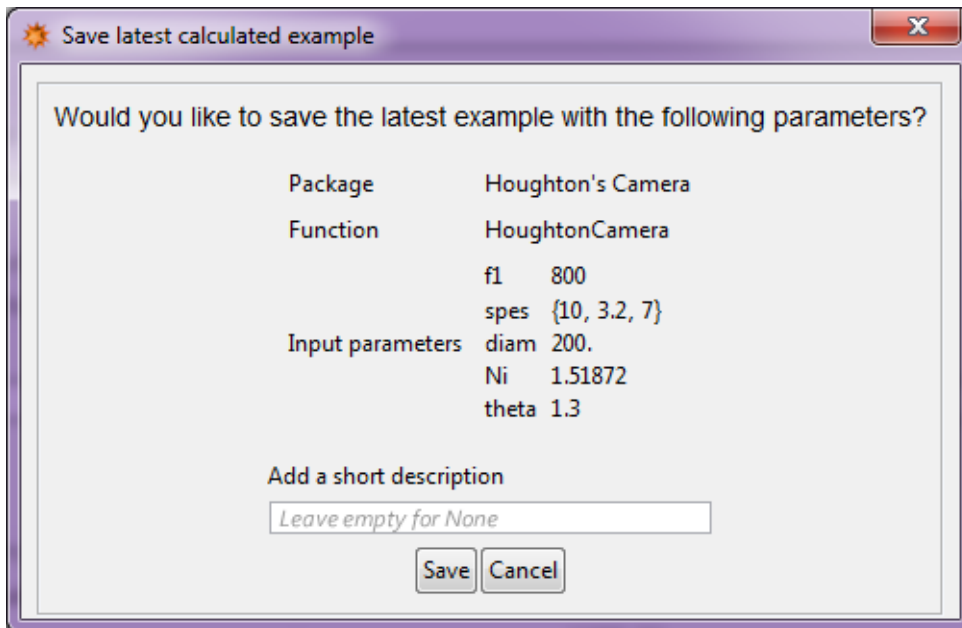 Save latest calculated example
Would you like to save the latest example with the following parameters?
Package Houghton's Camera
Function HoughtonCamera
f1 800
spes {10, 3.2, 7}
Input parameters diam 200.
Ni 1.51872
theta 1.3
Add a short description
Leave empty for None
Save Cancel